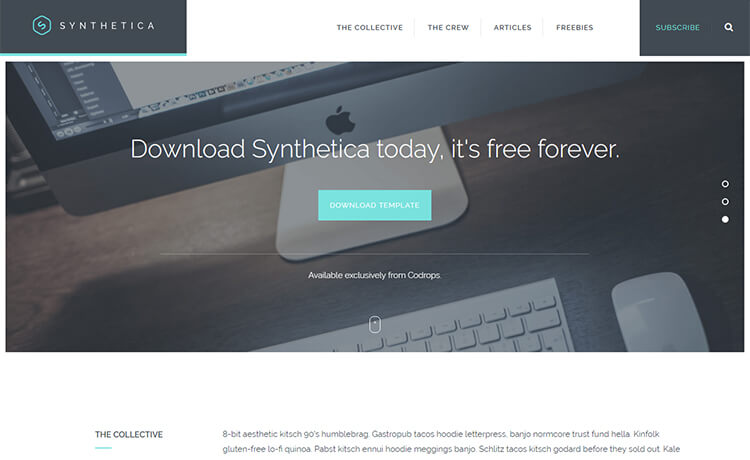 SYNTHETICA
THE COLLECTIVE
THE CREW
ARTICLES
FREEBIES
SUBSCRIBE
Download Synthetica today, it's free forever.
DOWNLOAD TEMPLATE
Available exclusively from Codrops.
THE COLLECTIVE
8-bit aesthetic kitsch 90's humblebrag. Gastropub tacos hoodie letterpress, banjo normcore trust fund hella. Kinfolk
gluten-free lo-fi quinoa. Pabst kitsch ennui hoodie meggings banjo. Schlitz tacos kitsch godard before they sold out. Kale